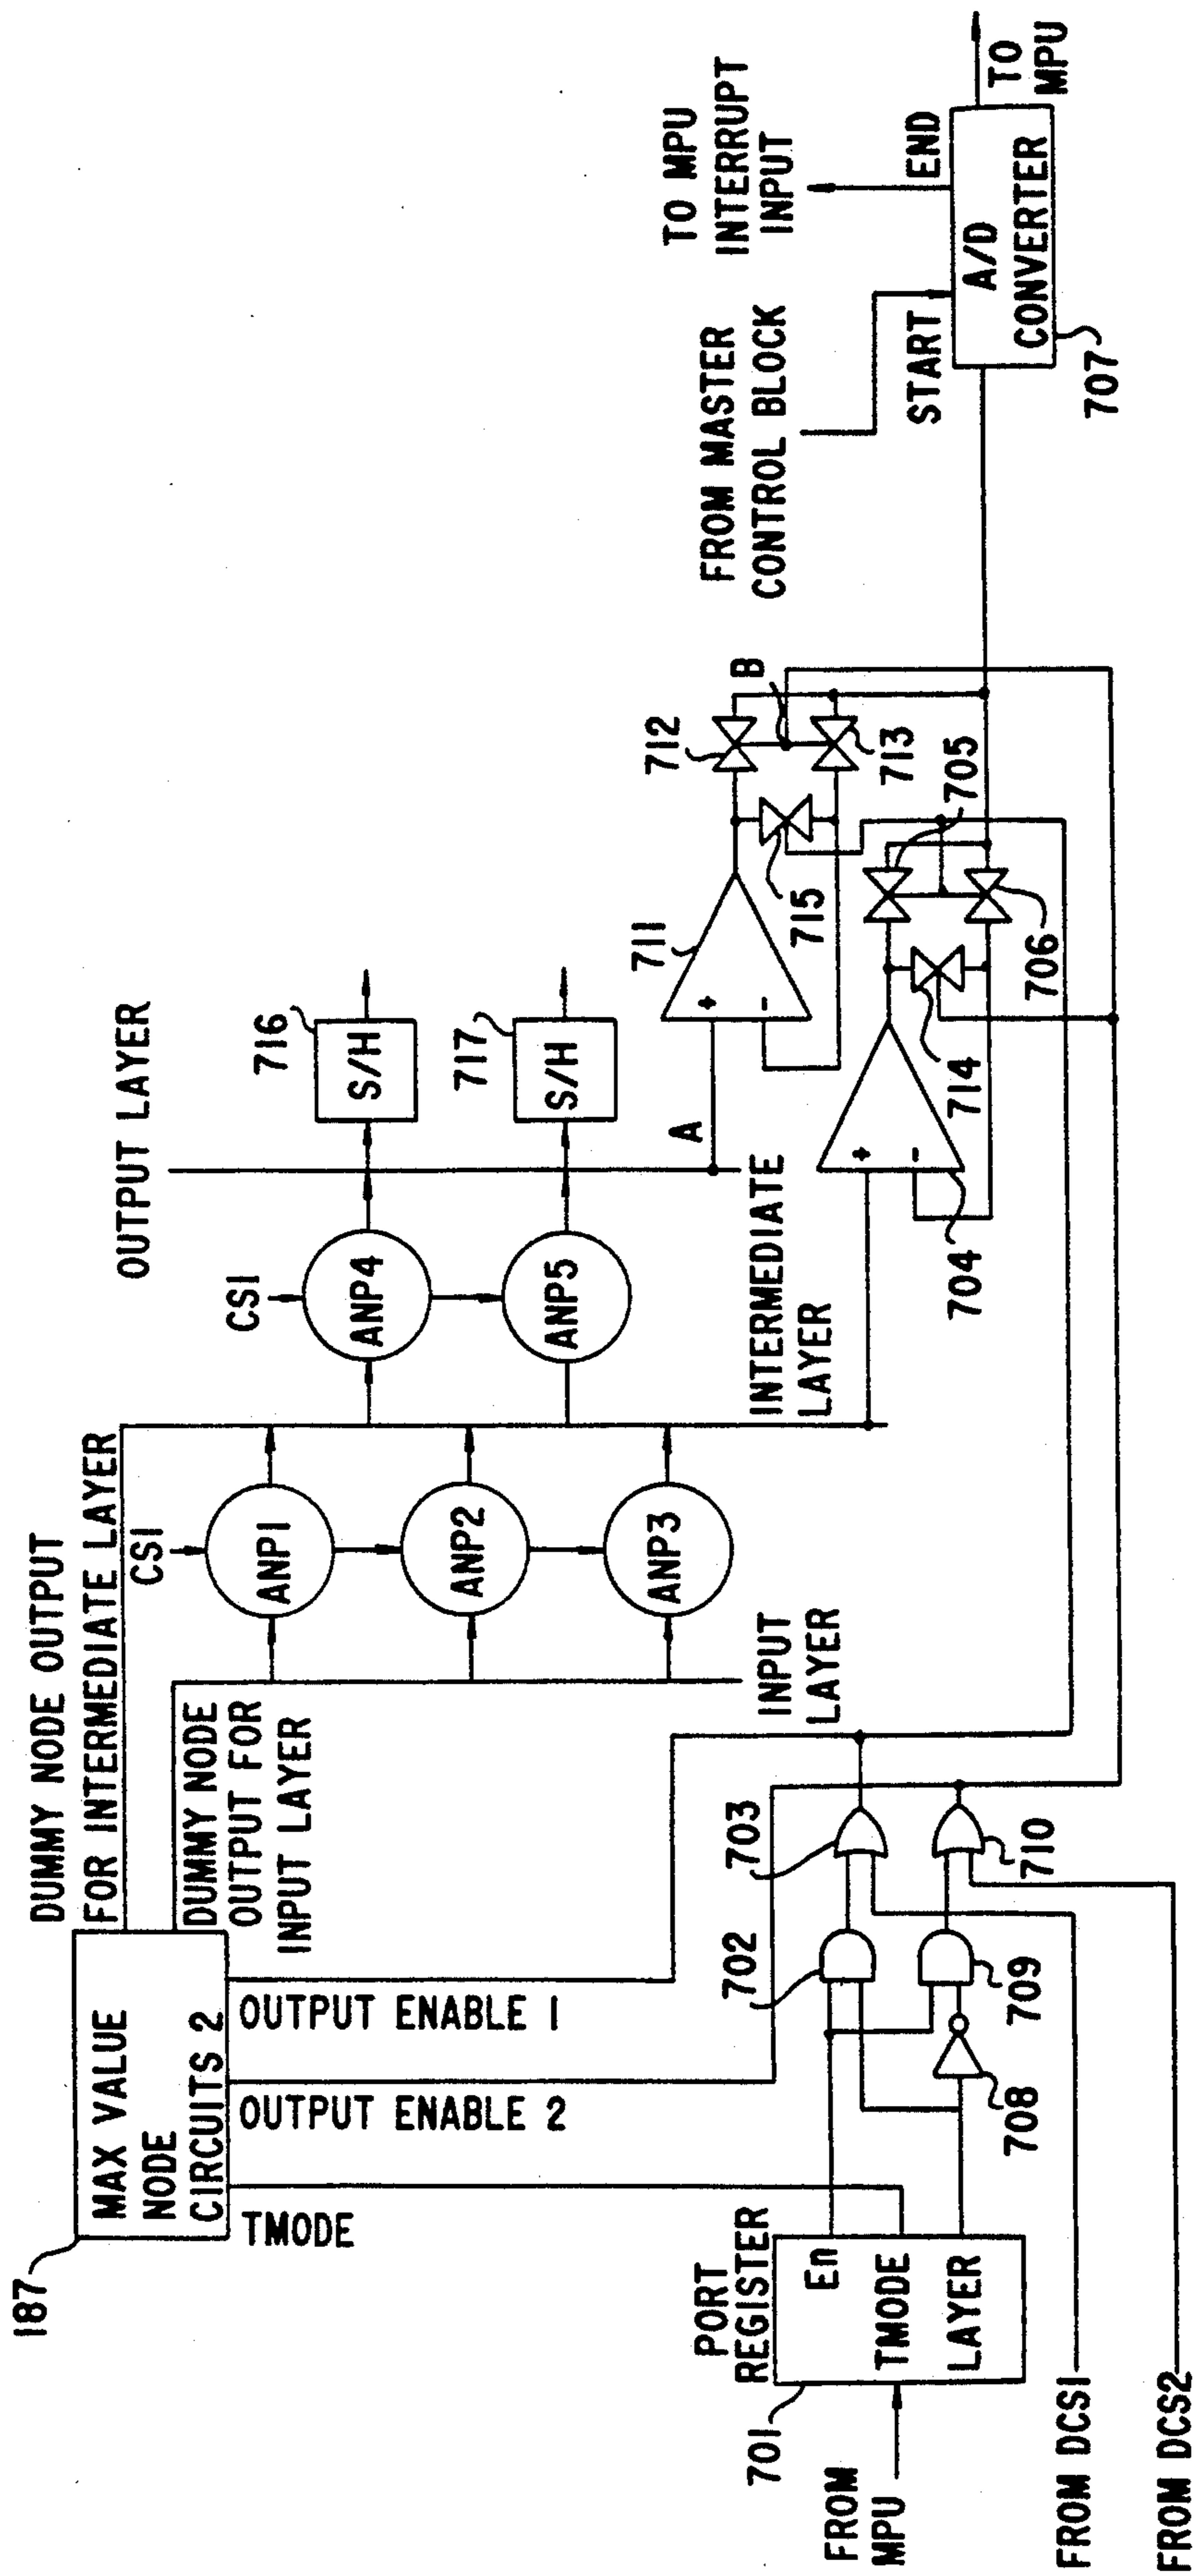 187
MAX VALUE
NODE
CIRCUITS 2
DUMMY NODE OUTPUT
FOR INTERMEDIATE LAYER
DUMMY NODE
OUTPUT FOR
INPUT LAYER
OUTPUT ENABLE 1
OUTPUT ENABLE 2
TMODE
CS1
ANP1
ANP2
ANP3
INPUT
LAYER
CS1
ANP4
ANP5
INTERMEDIATE
LAYER
OUTPUT LAYER
716
S/H
717
S/H
A
711
+
-
712
B
713
715
705
706
714
704
+
-
FROM MASTER
CONTROL BLOCK
TO MPU
INTERRUPT
INPUT
START
END
A/D
CONVERTER
707
TO
MPU
PORT
REGISTER
En
TMODE
LAYER
701
FROM
MPU
702
703
708
709
710
FROM DCS1
FROM DCS2